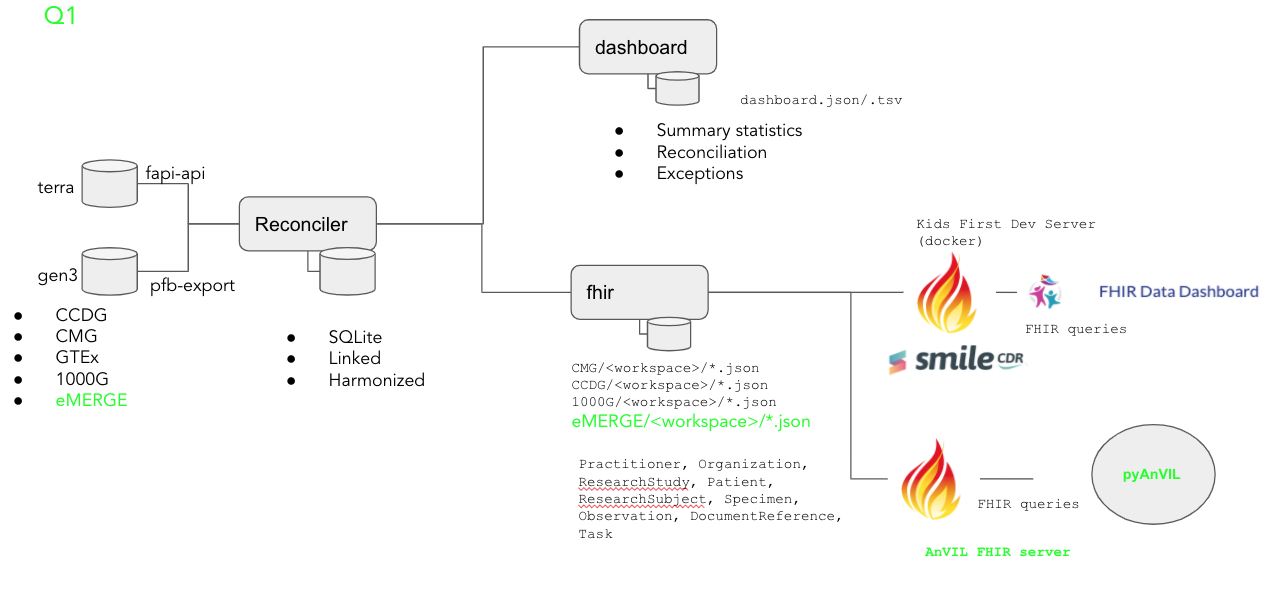 Q1
dashboard
dashboard.json/.tsv
● Summary statistics
● Reconciliation
● Exceptions
terra
fapi-api
Reconciler
gen3
pfb-export
● CCDG
● CMG
● GTEx
● 1000G
● eMERGE
● SQLite
● Linked
● Harmonized
fhir
CMG/<workspace>/*.json
CCDG/<workspace>/*.json
1000G/<workspace>/*.json
eMERGE/<workspace>/*.json
Practitioner, Organization,
ResearchStudy, Patient,
ResearchSubject, Specimen,
Observation, DocumentReference,
Task
Kids First Dev Server
(docker)
FHIR Data Dashboard
FHIR queries
smile CDR
pyAnVIL
FHIR queries
AnVIL FHIR server